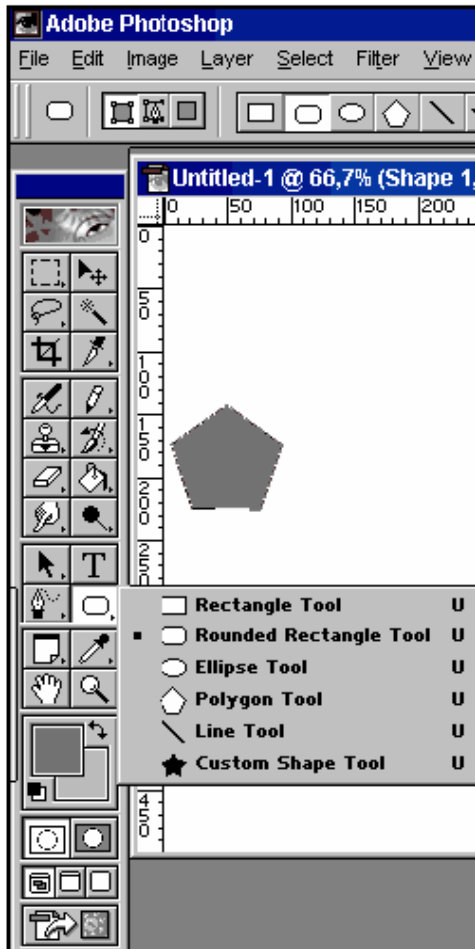 Adobe Photoshop
File Edit Image Layer Select Filter View
Untitled-1 @ 66,7% (Shape 1,
0 50 100 150 200
0
50
100
150
200
250
T
Rectangle Tool U
Rounded Rectangle Tool U
Ellipse Tool U
Polygon Tool U
Line Tool U
Custom Shape Tool U
450